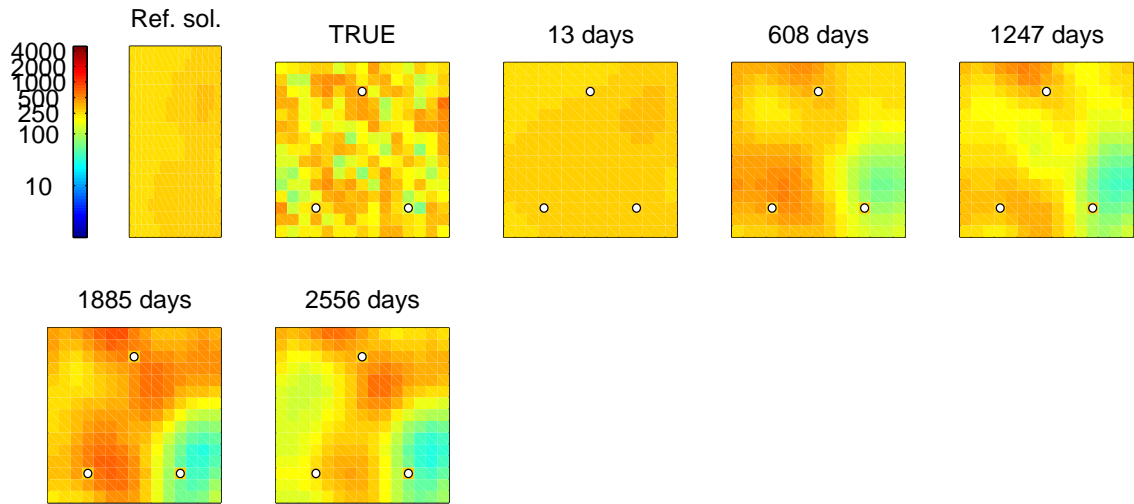 Ref. sol.
TRUE
13 days
608 days
1247 days
4000
2000
1000
500
250
100
10
1885 days
2556 days